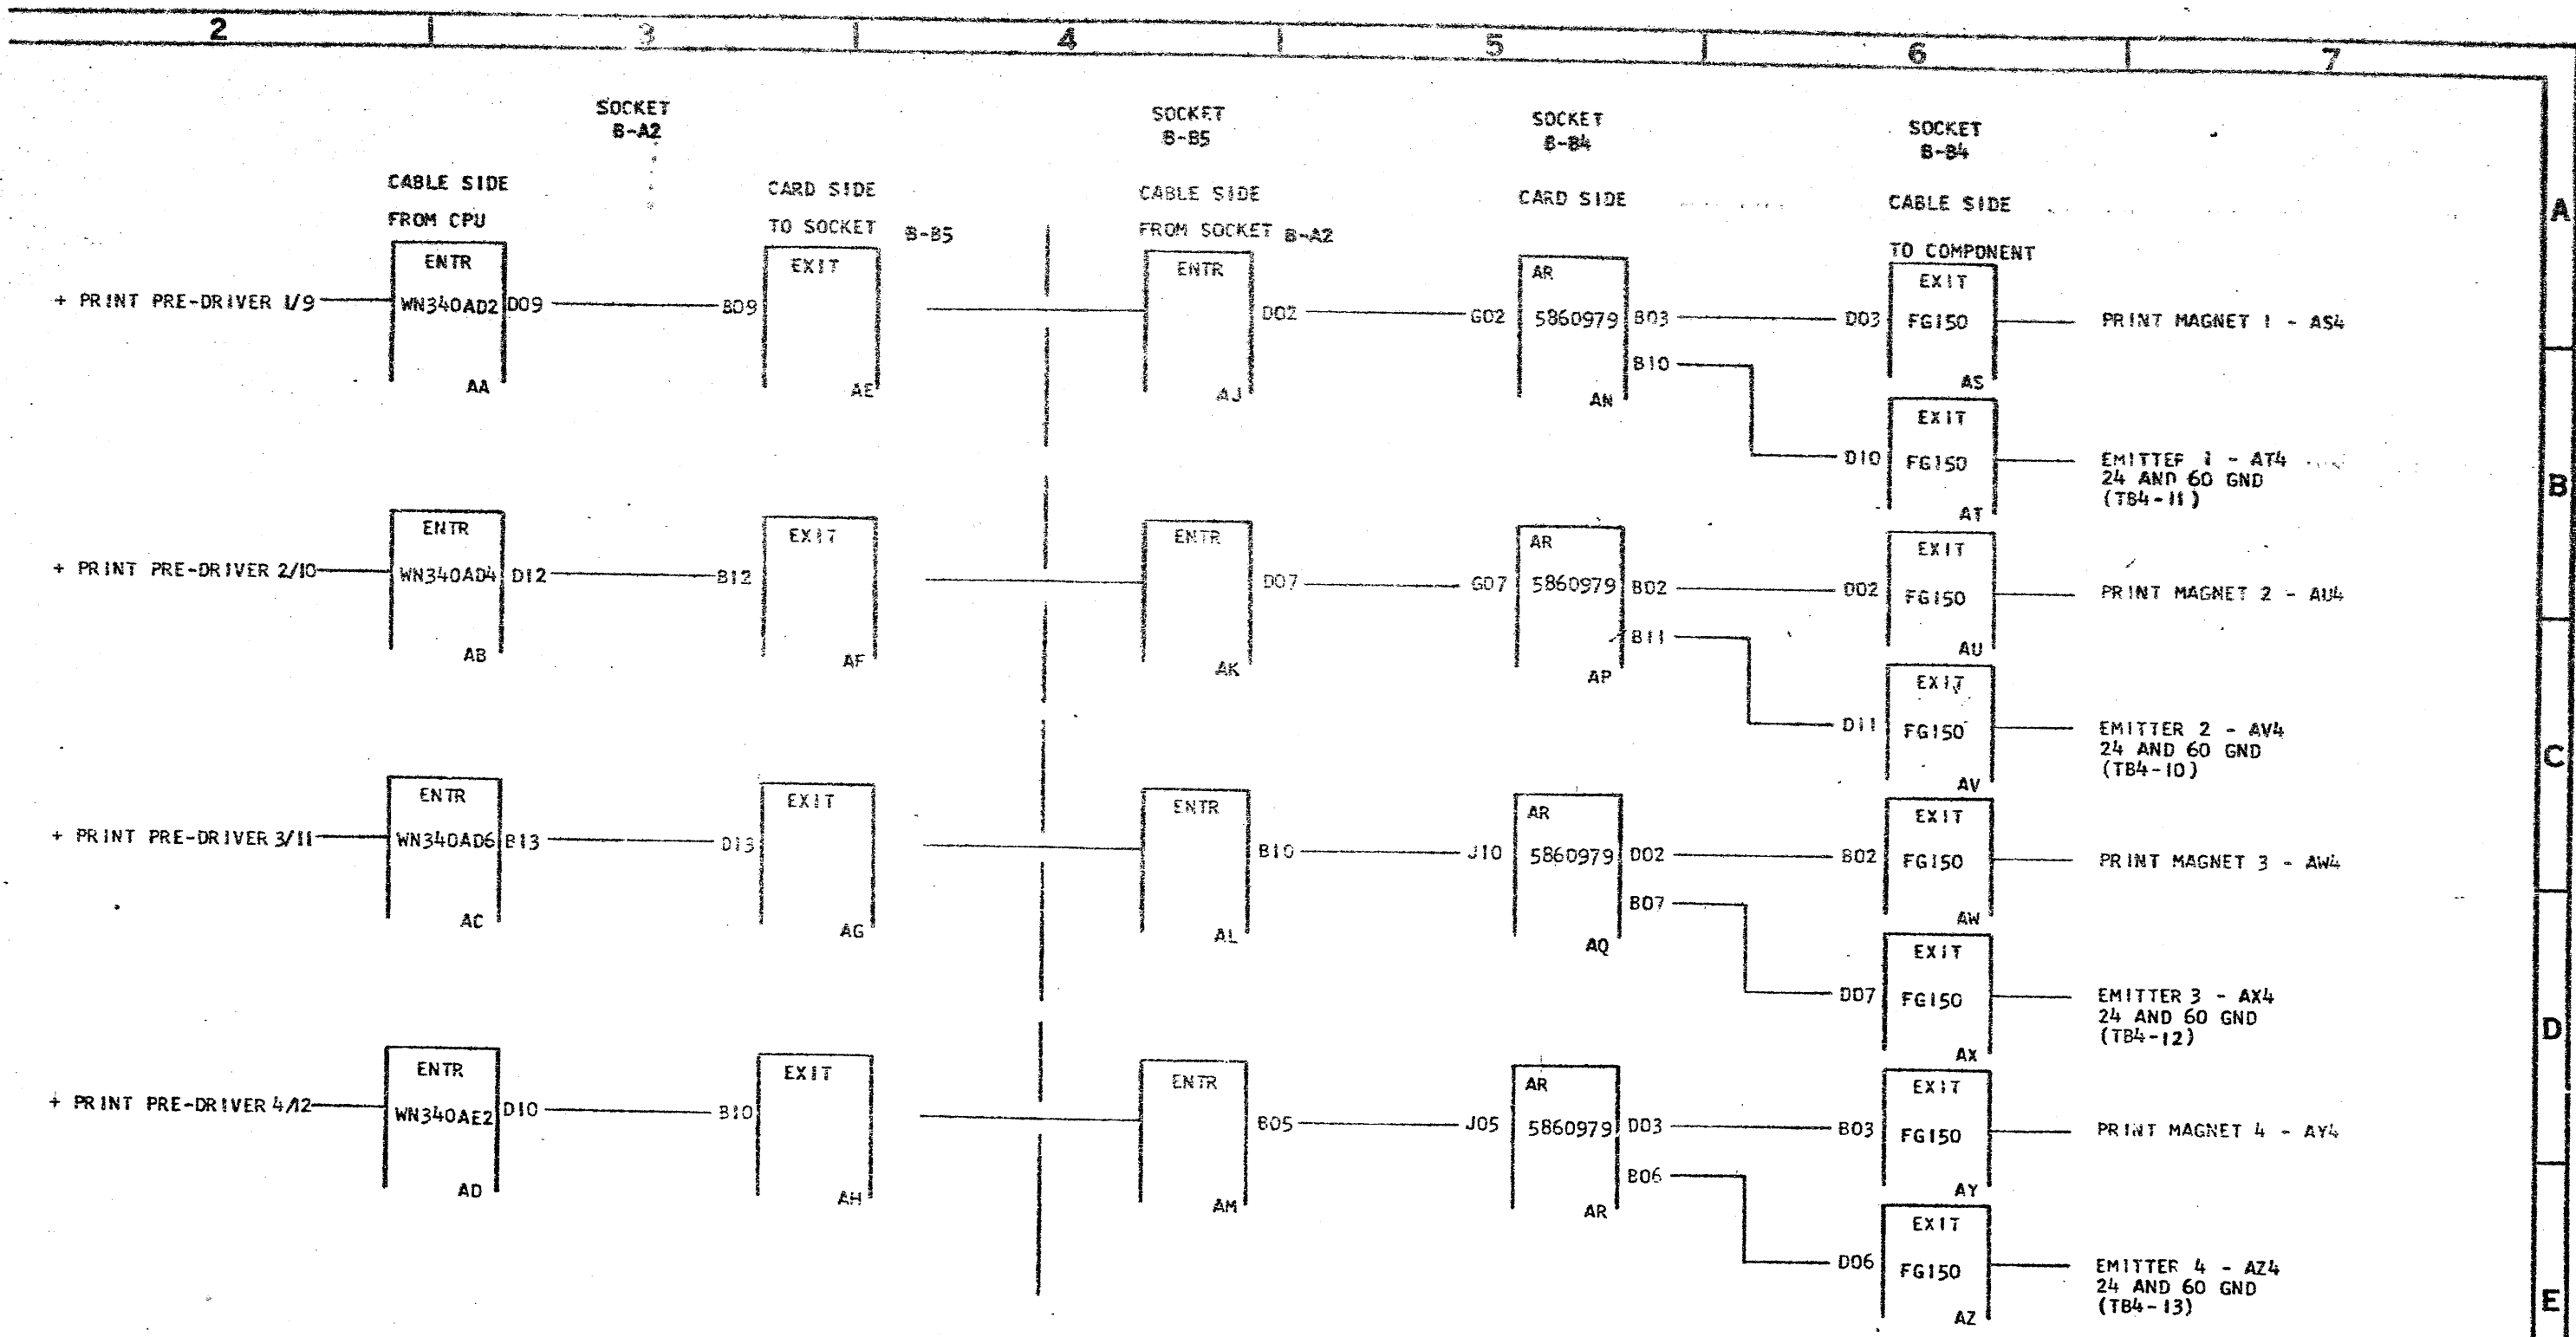 2 3 4 5 6 7
SOCKET
B-A2
SOCKET
B-B5
SOCKET
B-B4
SOCKET
B-B4
CABLE SIDE
FROM CPU
CARD SIDE
TO SOCKET B-B5
CABLE SIDE
FROM SOCKET B-A2
CARD SIDE
CABLE SIDE
TO COMPONENT
A
ENTR
EXIT
ENTR
AR
EXIT
+ PRINT PRE-DRIVER 1/9 WN340AD2 D09 B09 D02 G02 5860979 B03 D03 FG150 PRINT MAGNET 1 - AS4
B10
AA AE AJ AN AS
EXIT
D10 FG150 EMITTER 1 - AT4
24 AND 60 GND
(TB4-11)
AT
B
ENTR
EXIT
ENTR
AR
EXIT
+ PRINT PRE-DRIVER 2/10 WN340AD4 D12 B12 D07 G07 5860979 B02 D02 FG150 PRINT MAGNET 2 - AU4
B11
AB AF AK AP AU
EXIT
D11 FG150 EMITTER 2 - AV4
24 AND 60 GND
(TB4-10)
AV
C
ENTR
EXIT
ENTR
AR
EXIT
+ PRINT PRE-DRIVER 3/11 WN340AD6 B13 D13 B10 J10 5860979 D02 B02 FG150 PRINT MAGNET 3 - AW4
B07
AC AG AL AQ AW
EXIT
D07 FG150 EMITTER 3 - AX4
24 AND 60 GND
(TB4-12)
AX
D
ENTR
EXIT
ENTR
AR
EXIT
+ PRINT PRE-DRIVER 4/12 WN340AE2 D10 B10 B05 J05 5860979 D03 B03 FG150 PRINT MAGNET 4 - AY4
B06
AD AH AM AR AY
EXIT
D06 FG150 EMITTER 4 - AZ4
24 AND 60 GND
(TB4-13)
AZ
E